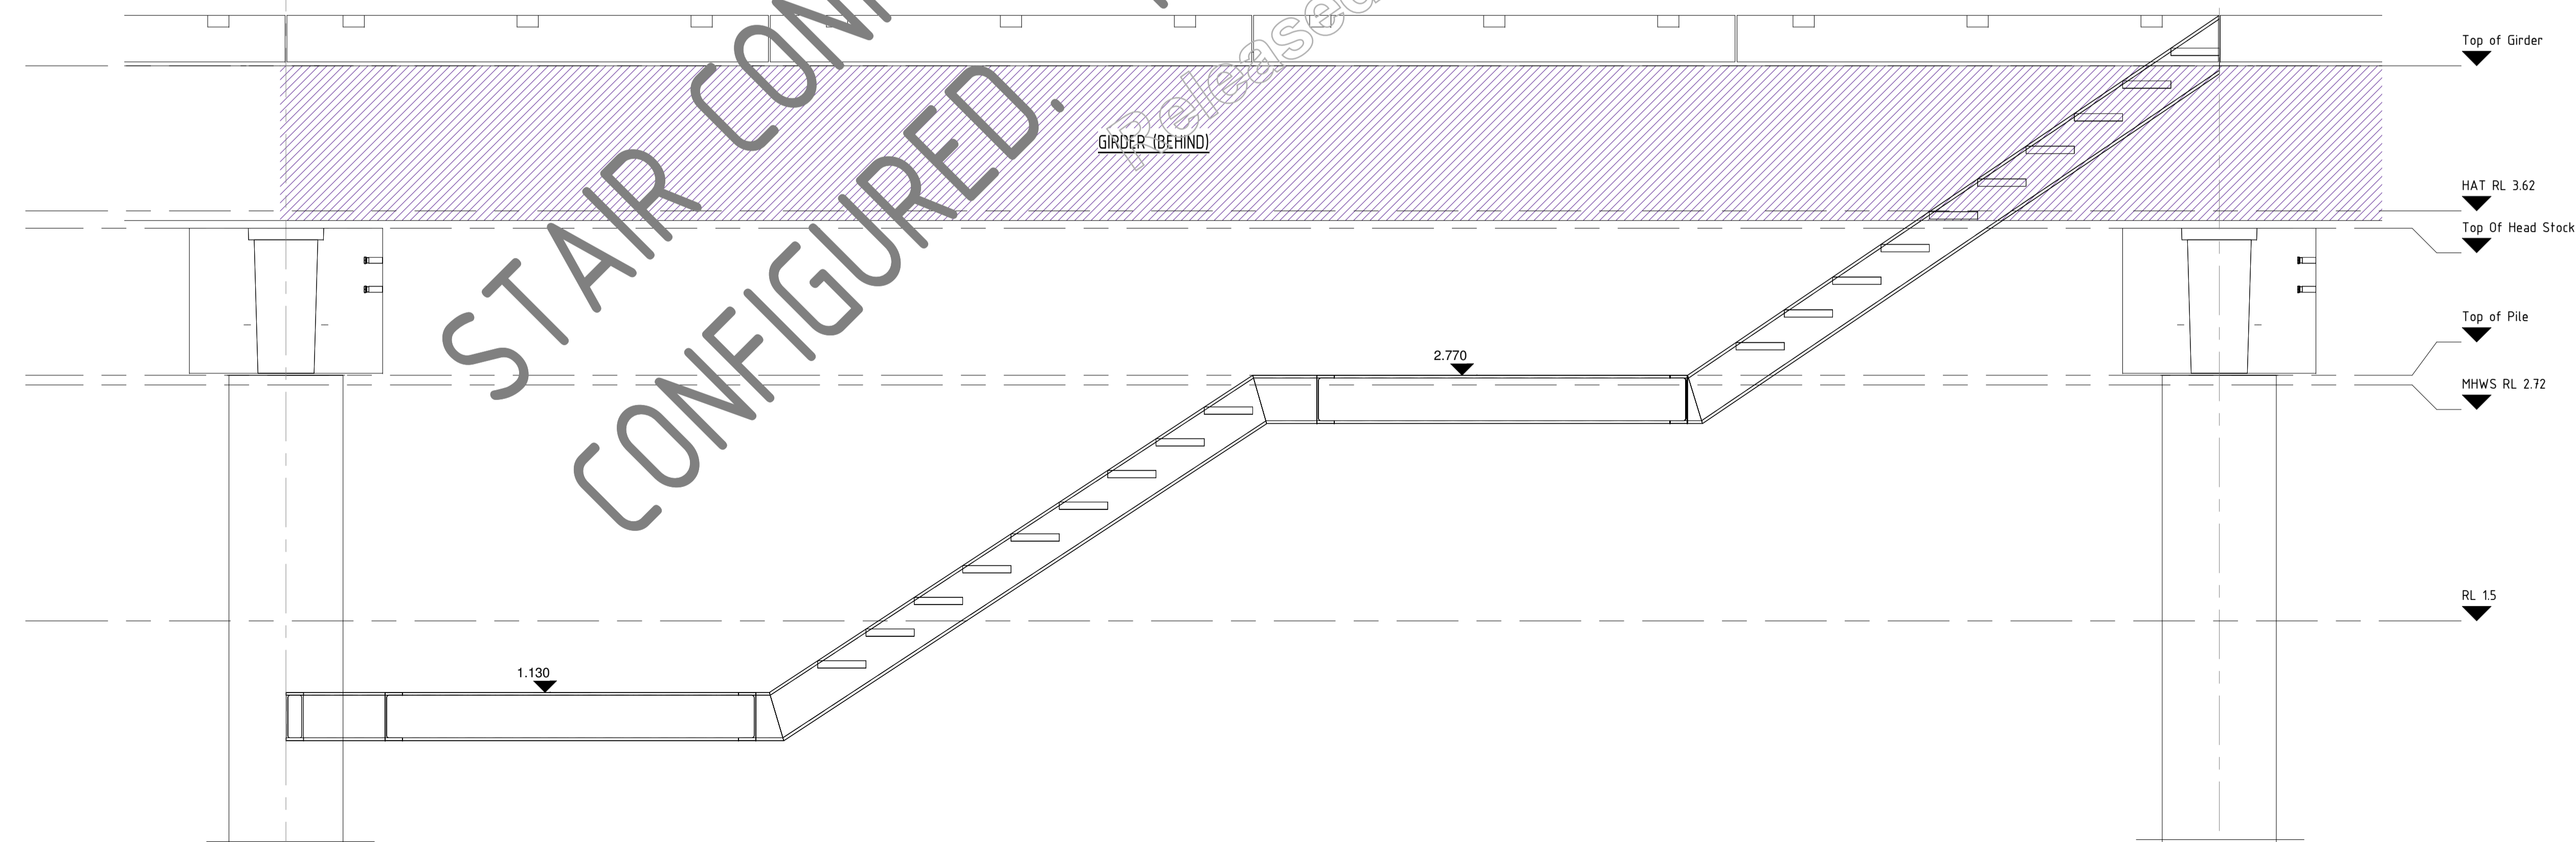 Top of Girder
Released
GIRDER (BEHIND)
HAT RL 3.62
Top Of Head Stock
STAIR CON
CONFIGURED.
Top of Pile
2.770
MHWS RL 2.72
RL 1.5
1.130